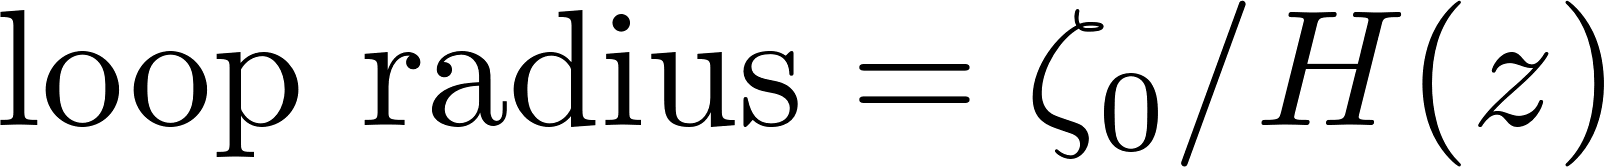 loop radius = ζ₀/H(z)